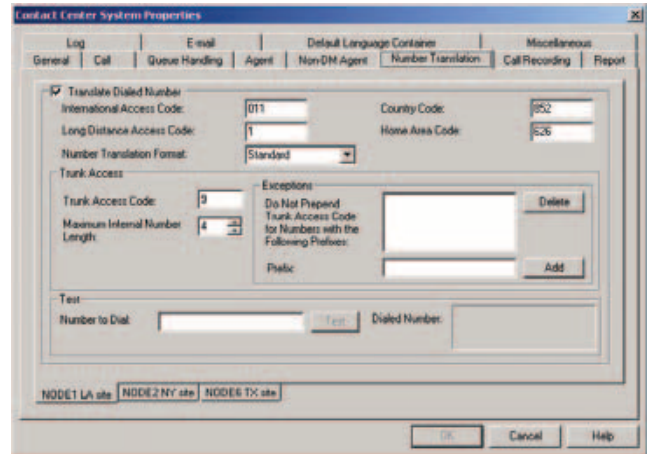 Contact Center System Properties
Log E-mail Default Language Container Miscellaneous
General Call Queue Handling Agent Non-DM Agent Number Translation Call Recording Report
Translate Dialed Number
International Access Code: 011 Country Code: 852
Long Distance Access Code: 1 Home Area Code: 626
Number Translation Format: Standard
Trunk Access
Trunk Access Code: 9
Maximum Internal Number Length: 4
Exceptions
Do Not Prepend
Trunk Access Code
for Numbers with the
Following Prefixes:
Delete
Prefix: Add
Test
Number to Dial: Test Dialed Number:
NODE1 LA site NODE2 NY site NODE6 TX site
OK Cancel Help